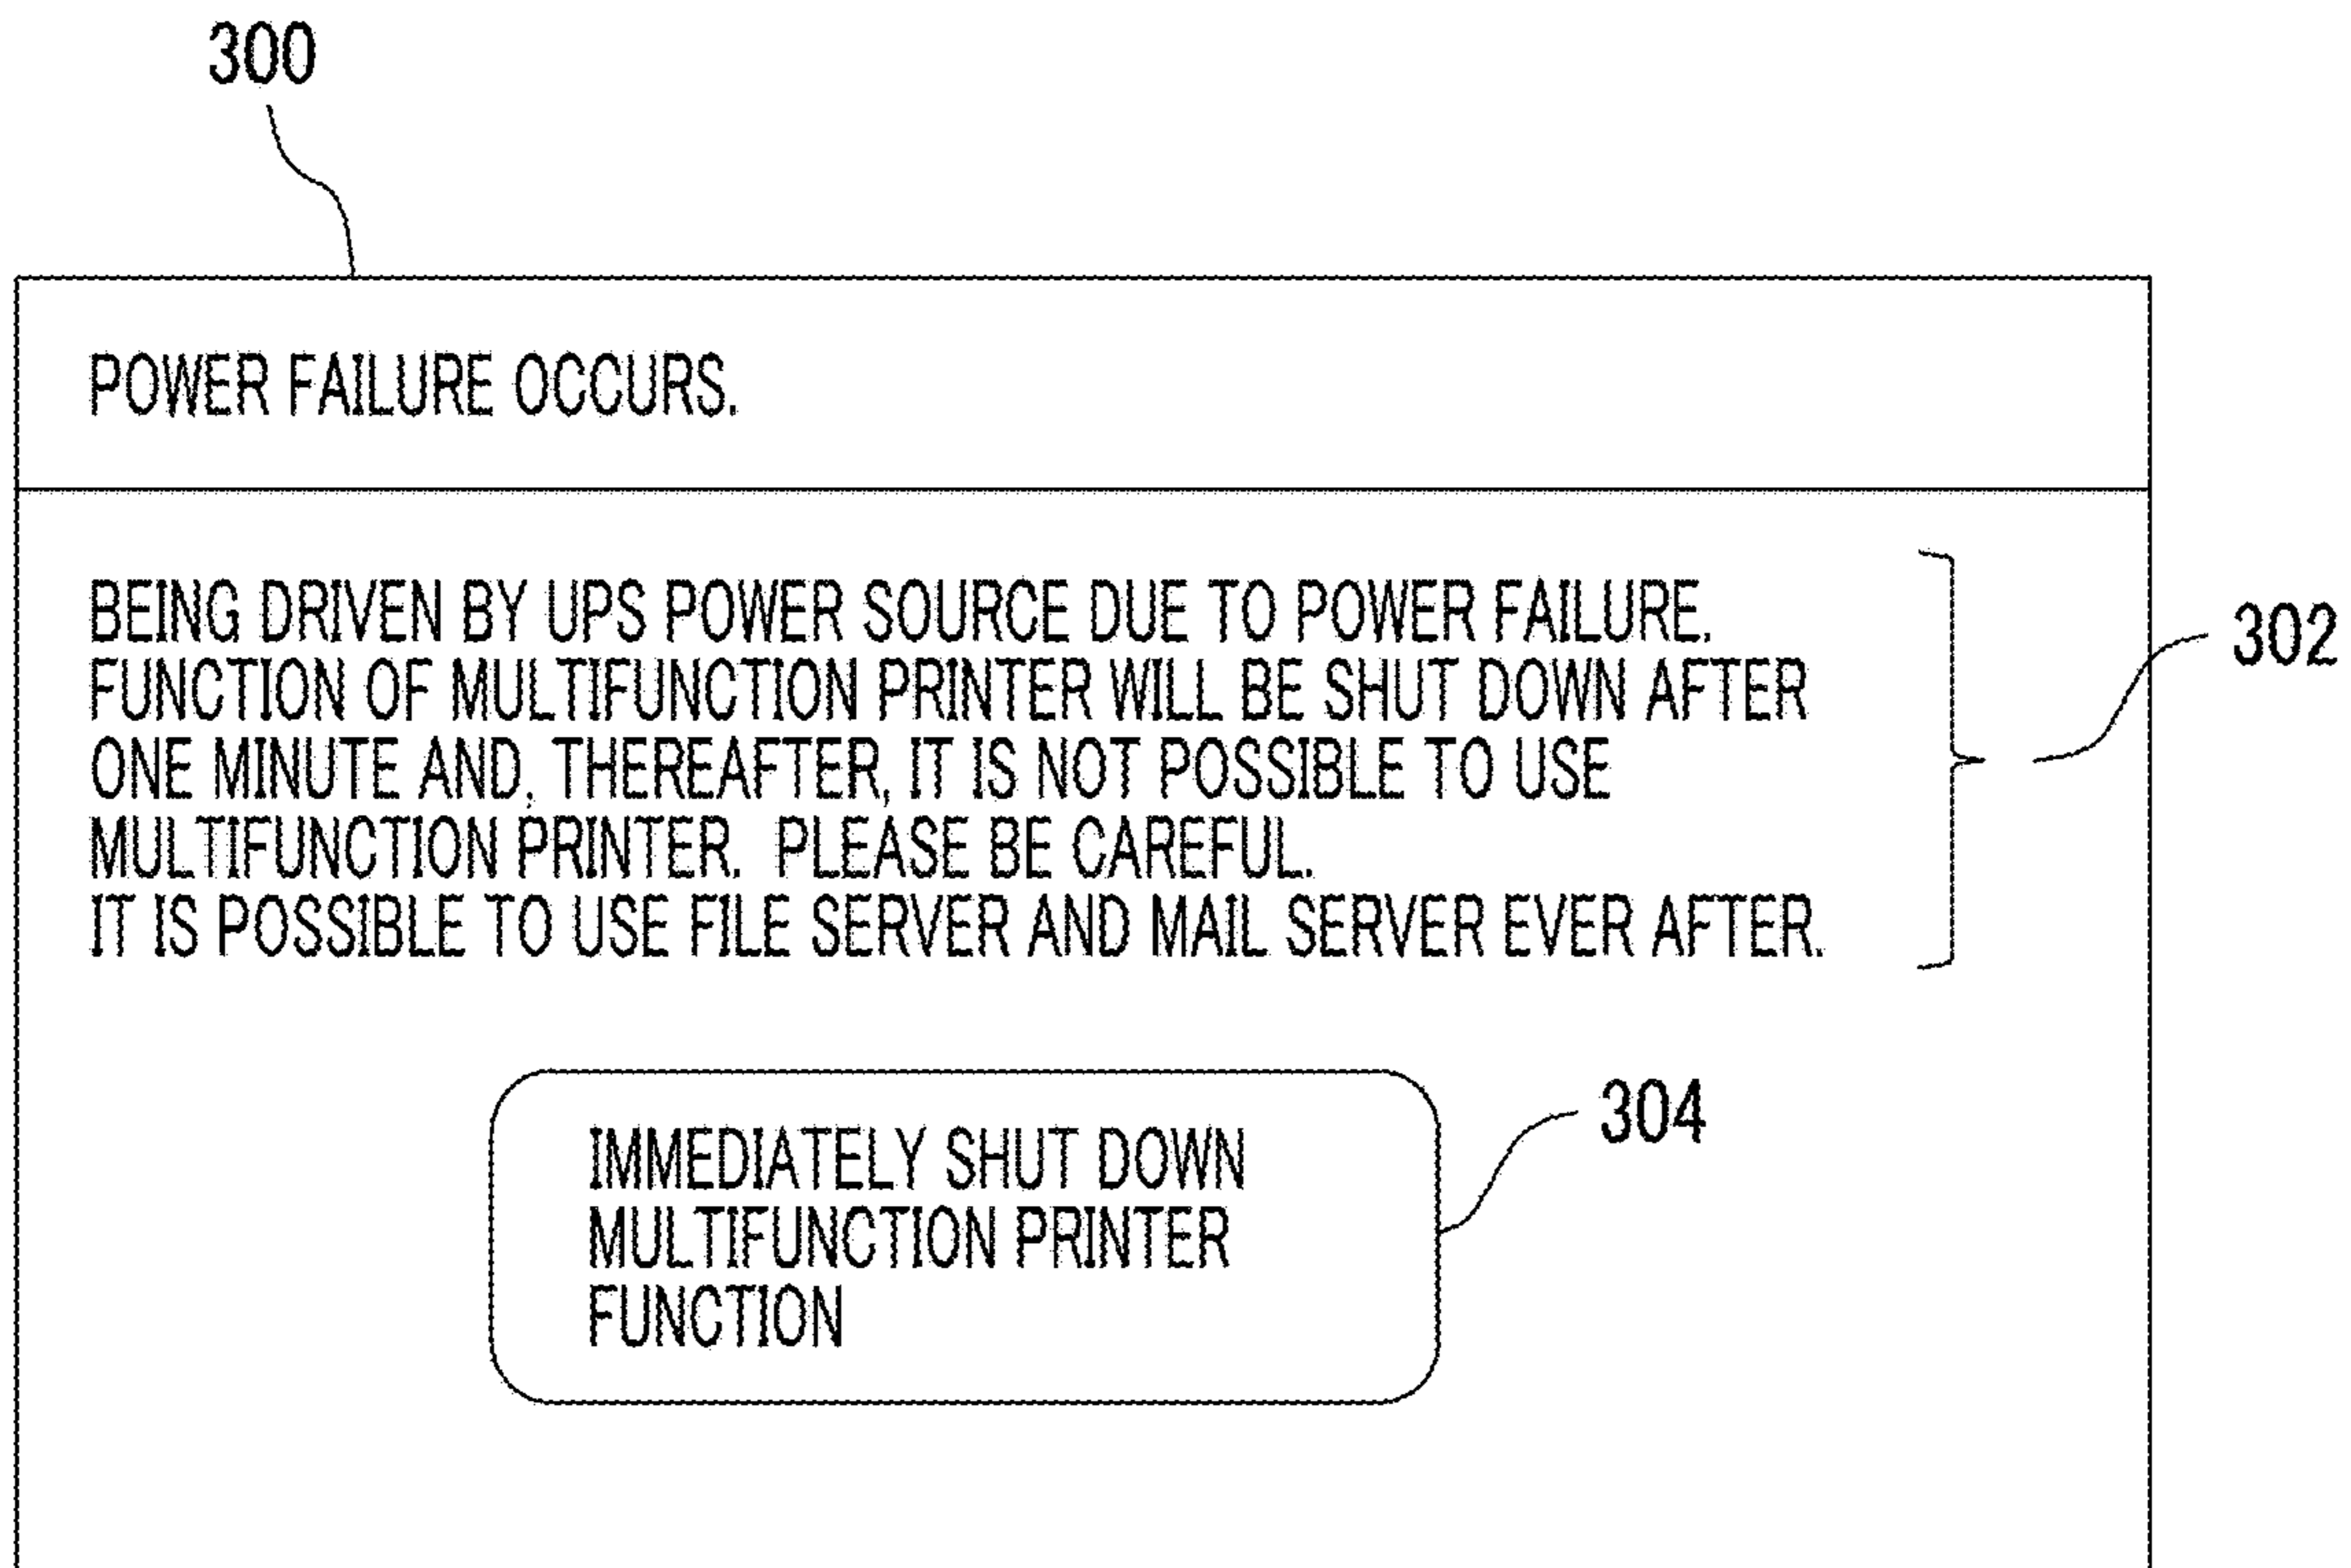 300
POWER FAILURE OCCURS.
BEING DRIVEN BY UPS POWER SOURCE DUE TO POWER FAILURE.
FUNCTION OF MULTIFUNCTION PRINTER WILL BE SHUT DOWN AFTER
ONE MINUTE AND, THEREAFTER, IT IS NOT POSSIBLE TO USE
MULTIFUNCTION PRINTER. PLEASE BE CAREFUL.
IT IS POSSIBLE TO USE FILE SERVER AND MAIL SERVER EVER AFTER.
302
IMMEDIATELY SHUT DOWN
MULTIFUNCTION PRINTER
FUNCTION
304